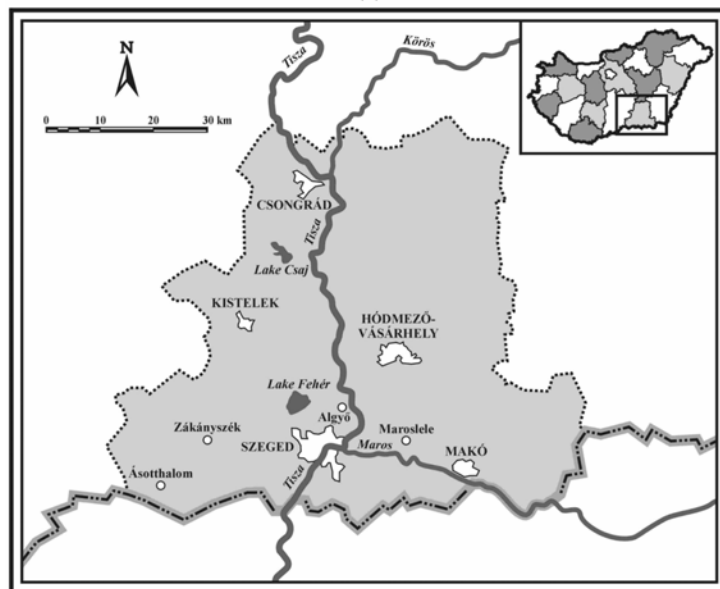 Tisza
Körös
N
0 10 20 30 km
CSONGRÁD
Tisza
Lake Csaj
KISTELEK
HÓDMEZŐ-
VÁSÁRHELY
Lake Fehér
Algyő
Zákányszék
SZEGED
Maros
Maroslele
MAKÓ
Ásotthalom
Tisza